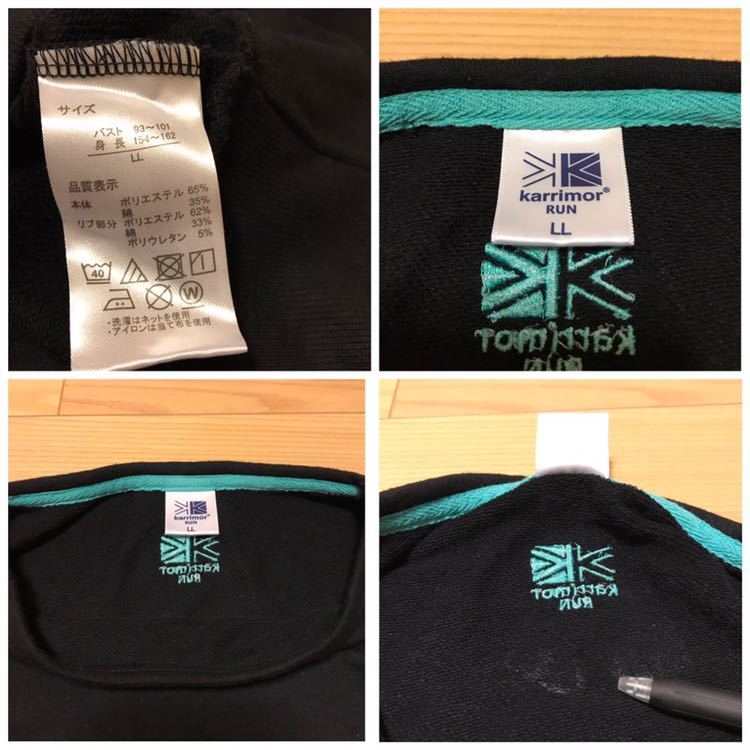 サイズ
バスト 93〜101
身 長 154〜162
LL
品質表示
本体 ポリエステル 65%
綿 35%
リブ部分 ポリエステル 62%
綿 33%
ポリウレタン 5%
40
W
・洗濯はネットを使用
・アイロンは当て布を使用
karrimor®
RUN
LL
karrimor
RUN
karrimor®
RUN
LL
karrimor
RUN
karrimor
RUN